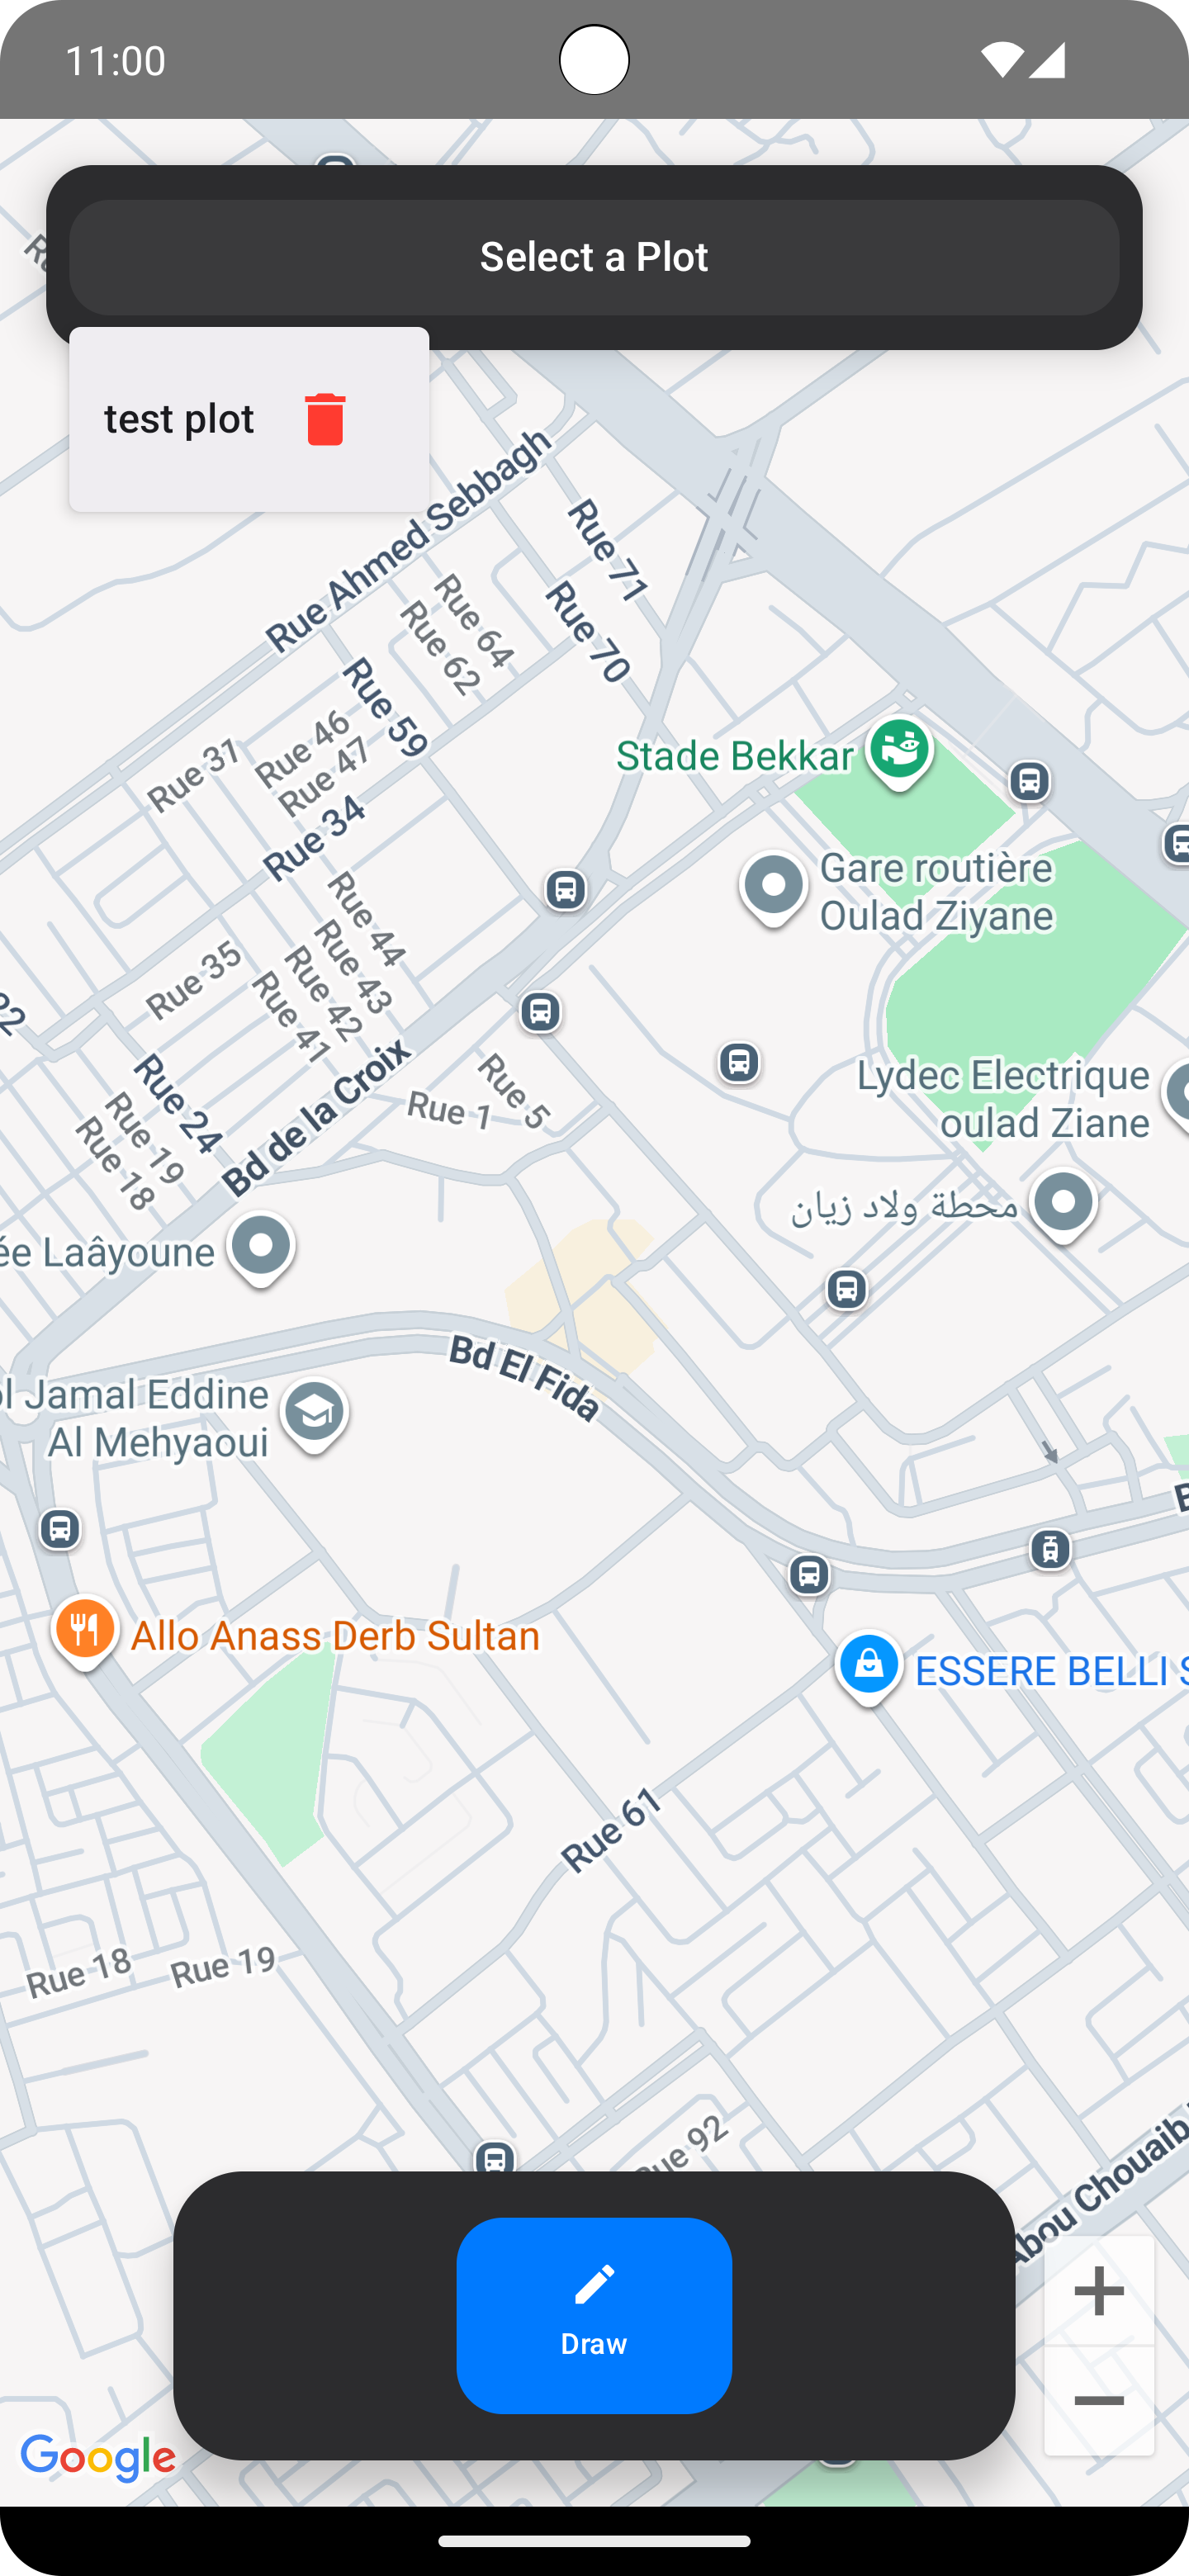 11:00
Select a Plot
test plot
Rue Ahmed Sebbagh
Rue 71
Rue 64
Rue 62
Rue 70
Rue 59
Rue 46
Rue 31
Rue 47
Rue 34
Stade Bekkar
Gare routière
Oulad Ziyane
Rue 44
Rue 43
Rue 35
Rue 42
Rue 41
22
Rue 24
Rue 19
Rue 18
Bd de la Croix
Rue 1
Rue 5
Lydec Electrique
oulad Ziane
محطة ولاد زيان
ée Laâyoune
Bd El Fida
ol Jamal Eddine
Al Mehyaoui
Allo Anass Derb Sultan
ESSERE BELLI S
Rue 61
Rue 18
Rue 19
Rue 92
Abou Chouaib
Draw
Google